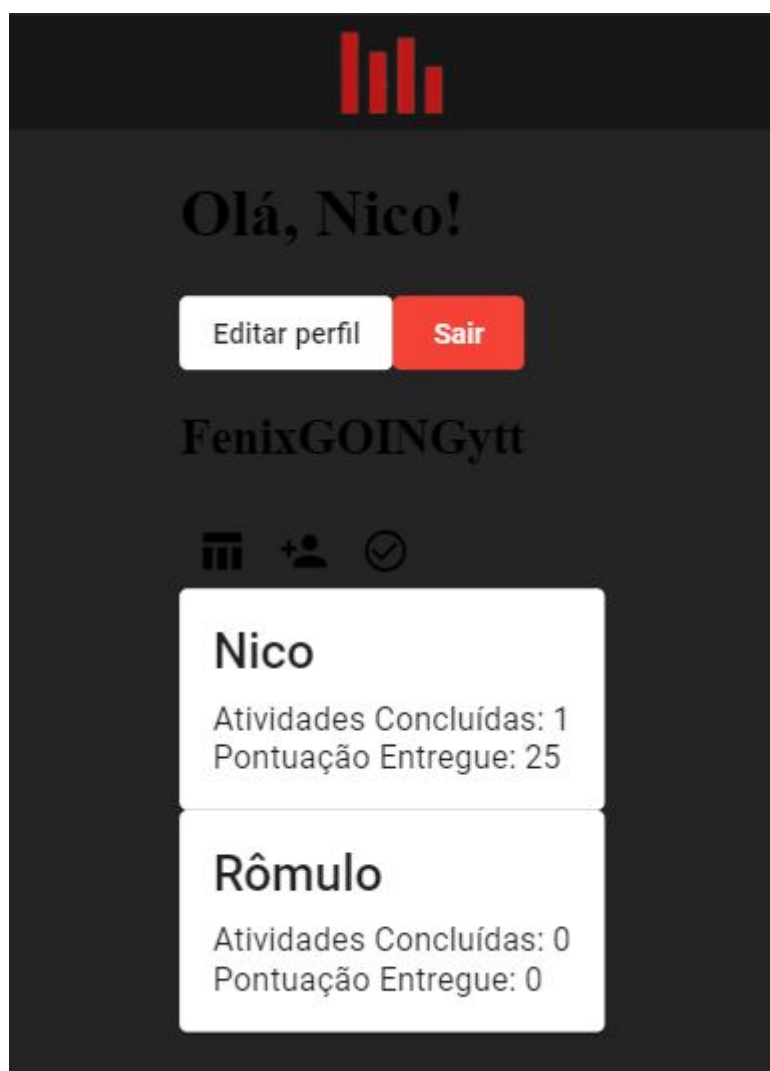 Olá, Nico!
Editar perfil Sair
FenixGOINGytt
Nico
Atividades Concluídas: 1
Pontuação Entregue: 25
Rômulo
Atividades Concluídas: 0
Pontuação Entregue: 0